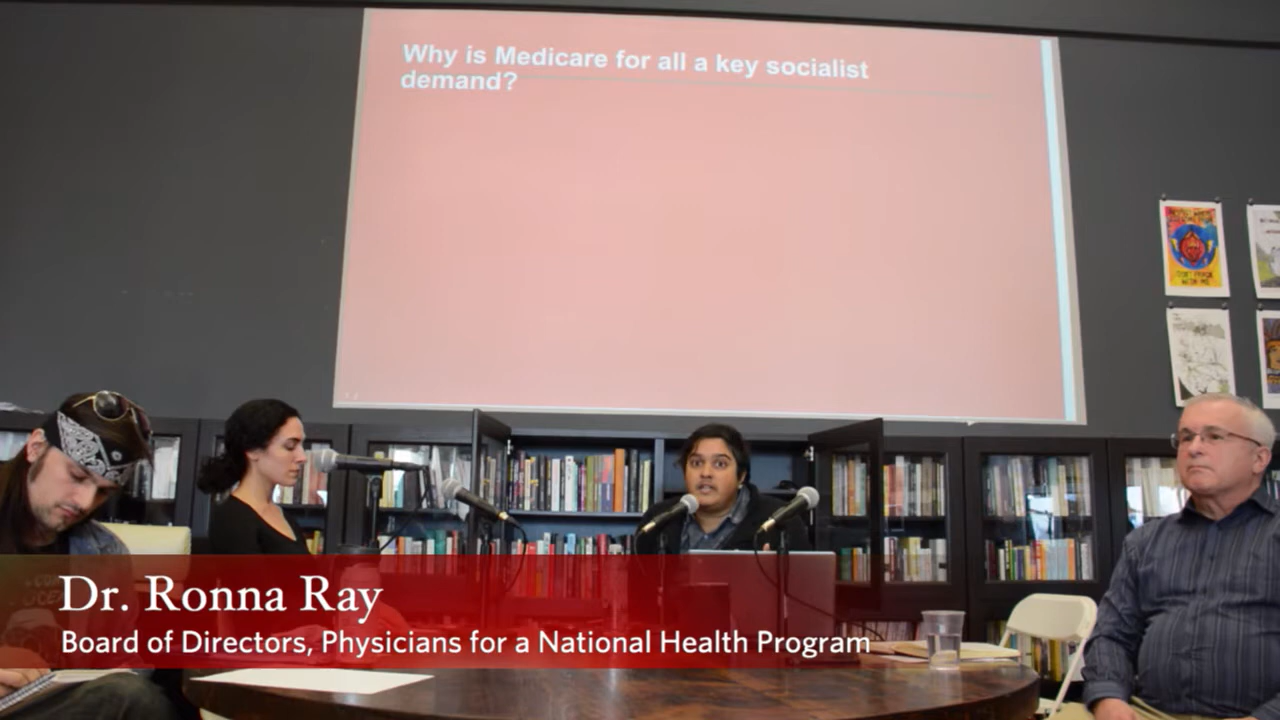 Why is Medicare for all a key socialist
demand?
Dr. Ronna Ray
Board of Directors, Physicians for a National Health Program